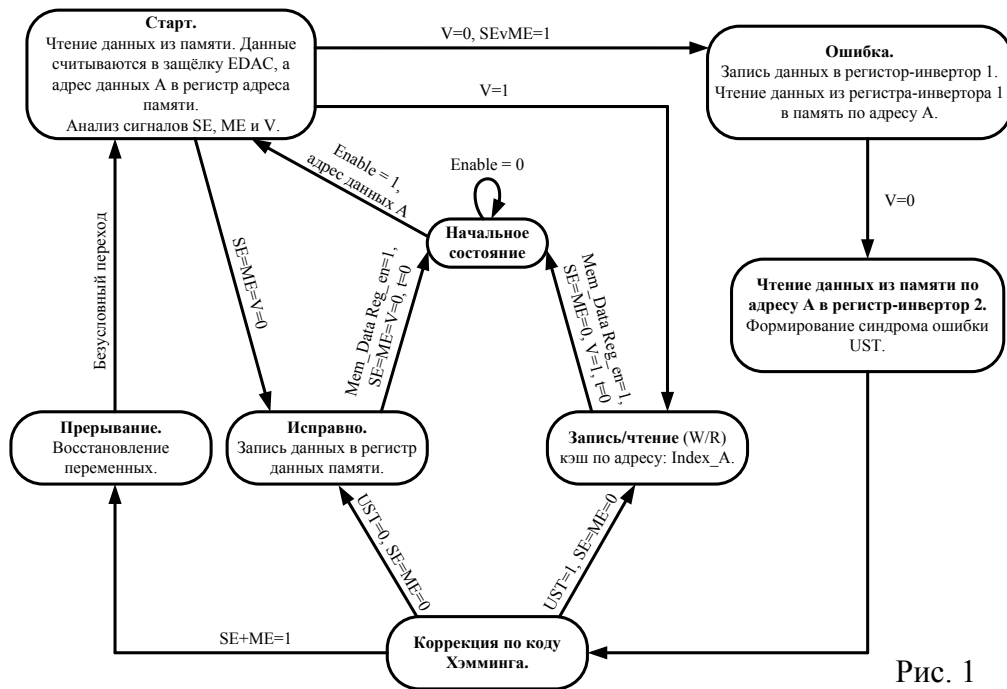 Старт.
Чтение данных из памяти. Данные
считываются в защёлку EDAC, а
адрес данных А в регистр адреса
памяти.
Анализ сигналов SE, ME и V.
V=0, SEvME=1
Ошибка.
Запись данных в регистор-инвертор 1.
Чтение данных из регистра-инвертора 1
в память по адресу А.
V=1
Enable = 1,
адрес данных А
Enable = 0
Начальное
состояние
V=0
Безусловный переход
SE=ME=V=0
Mem_Data Reg_en=1,
SE=ME=V=0, t=0
Mem_Data Reg_en=1,
SE=ME=0, V=1, t=0
Чтение данных из памяти по
адресу А в регистр-инвертор 2.
Формирование синдрома ошибки
UST.
Прерывание.
Восстановление
переменных.
Исправно.
Запись данных в регистр
данных памяти.
Запись/чтение (W/R)
кэш по адресу: Index_A.
UST=0, SE=ME=0
UST=1, SE=ME=0
SE+ME=1
Коррекция по коду
Хэмминга.
Рис. 1